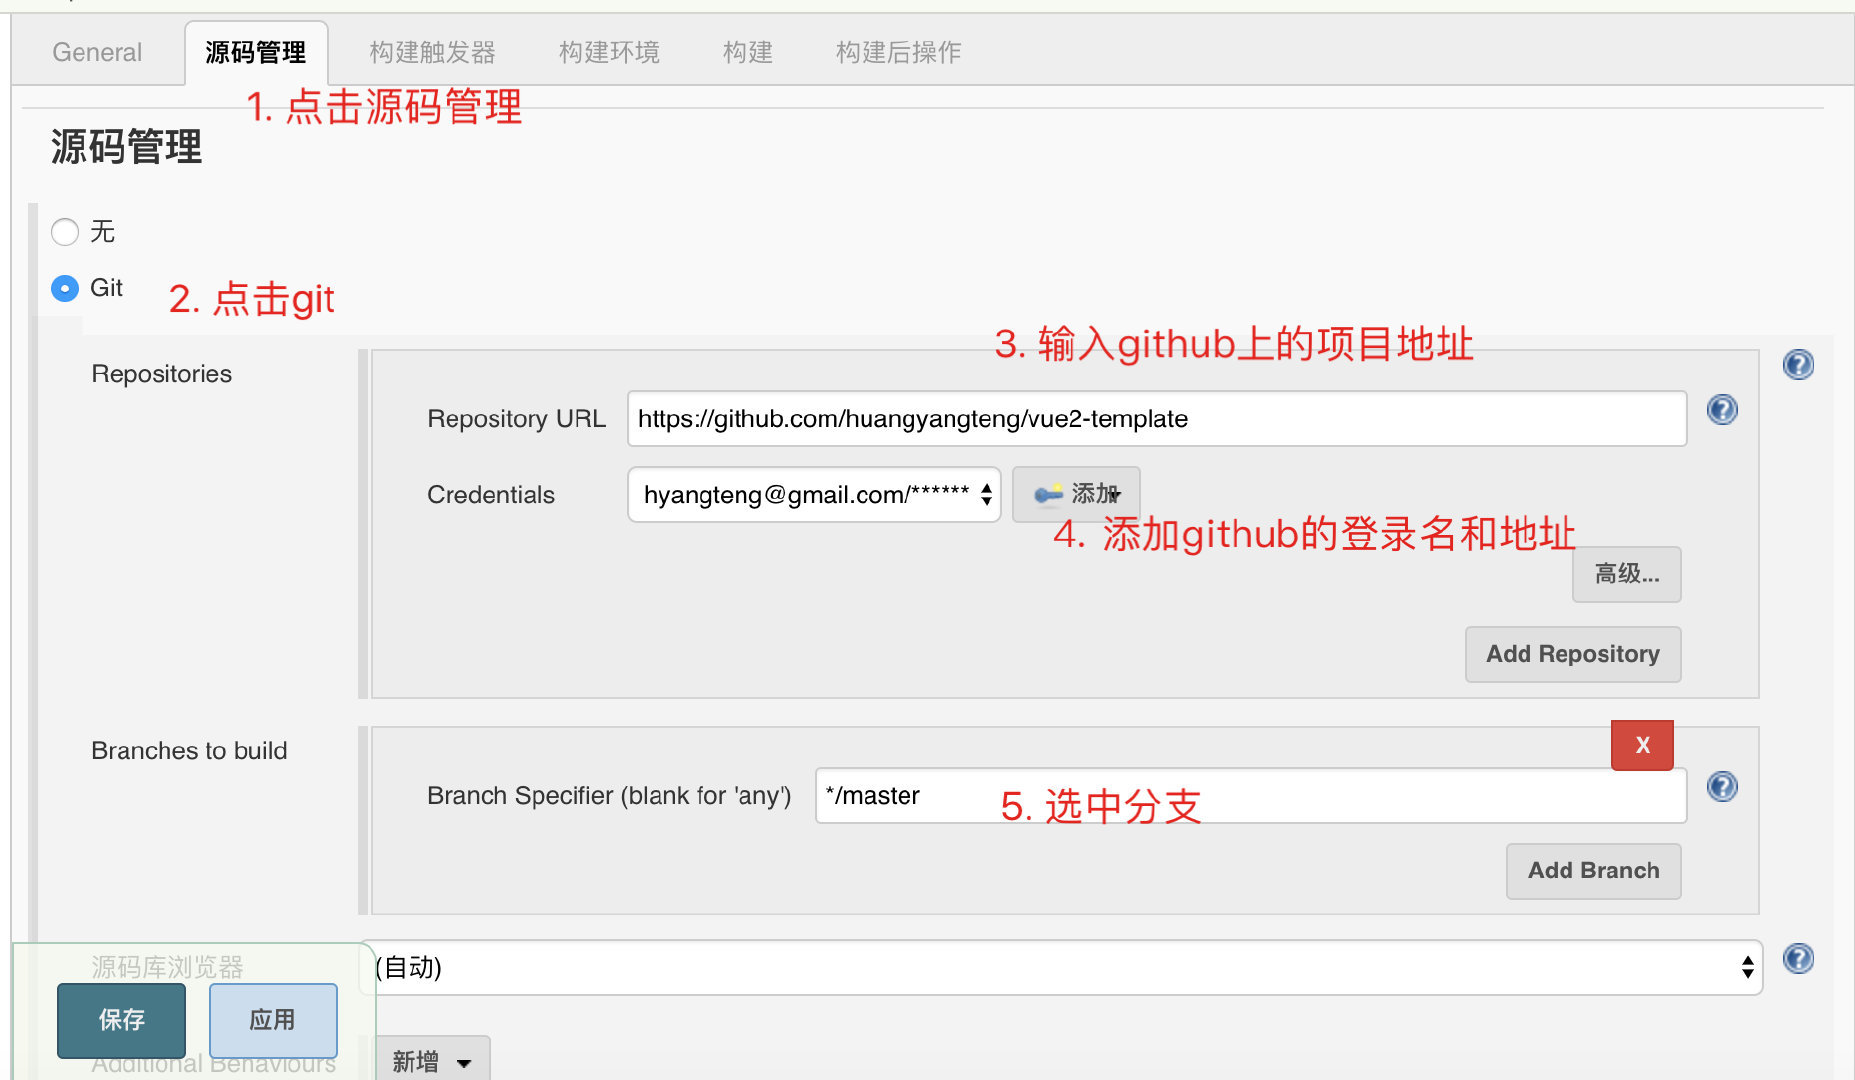 General 源码管理 构建触发器 构建环境 构建 构建后操作
1. 点击源码管理
源码管理
无
Git
2. 点击git
3. 输入github上的项目地址
Repositories
Repository URL https://github.com/huangyangteng/vue2-template
Credentials hyangteng@gmail.com/****** 添加
4. 添加github的登录名和地址
高级...
Add Repository
Branches to build
X
Branch Specifier (blank for 'any') */master
5. 选中分支
Add Branch
源码库浏览器 (自动)
保存 应用
Additional Behaviours 新增